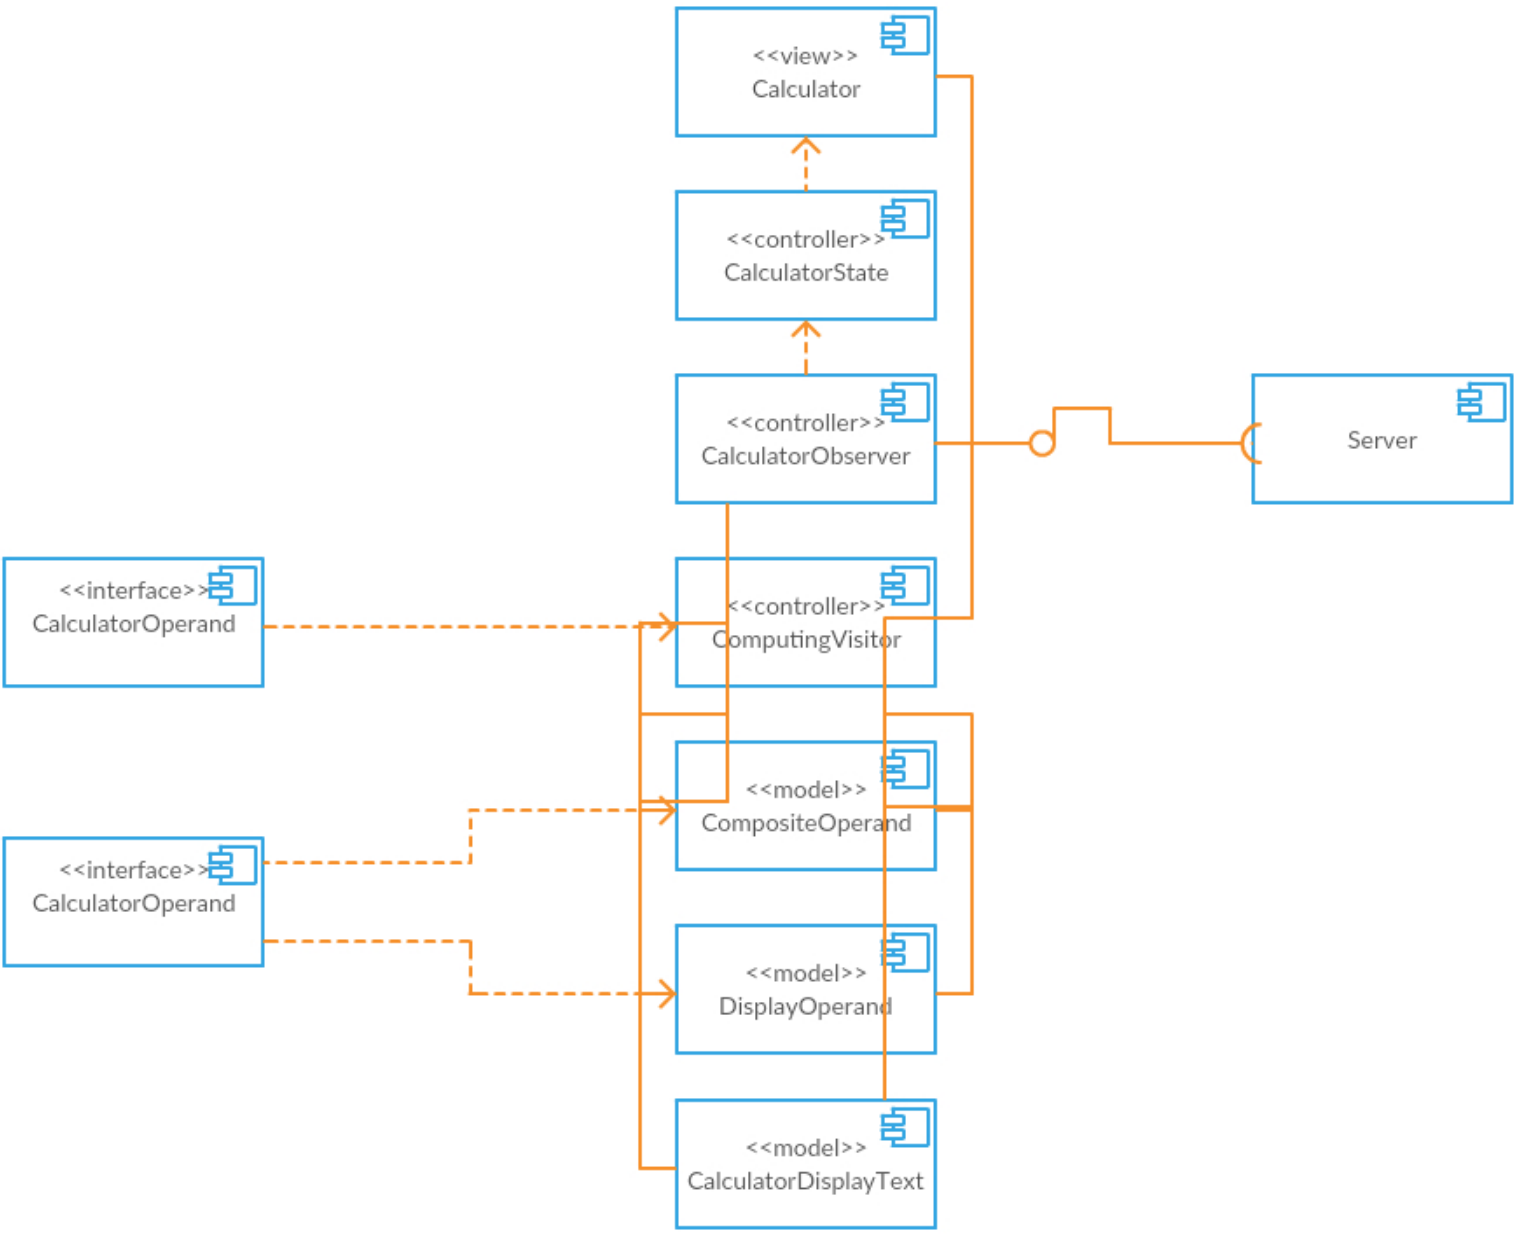 <<view>>
Calculator
<<controller>>
CalculatorState
<<controller>>
CalculatorObserver
Server
<<interface>>
CalculatorOperand
<<controller>>
ComputingVisitor
<<model>>
CompositeOperand
<<interface>>
CalculatorOperand
<<model>>
DisplayOperand
<<model>>
CalculatorDisplayText